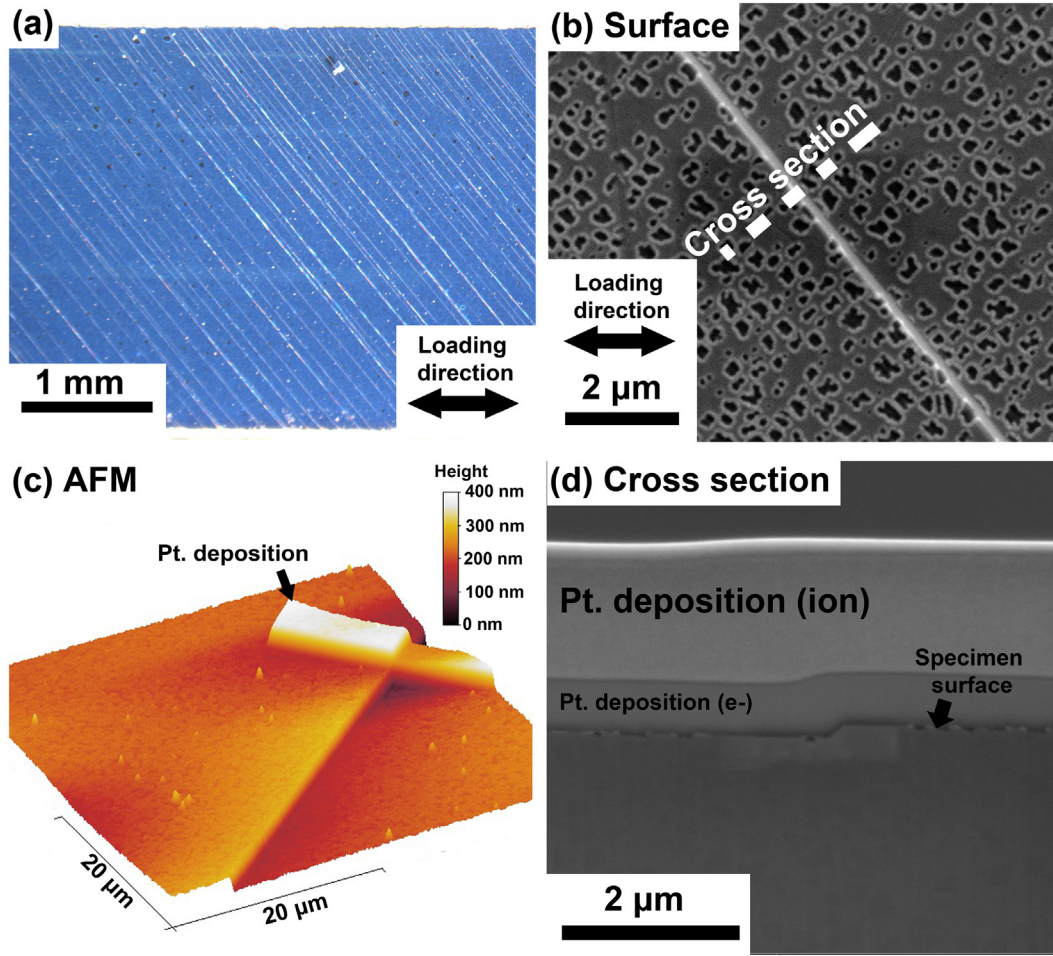 (a)
Loading
direction
1 mm
(b) Surface
Cross section
Loading
direction
2 µm
(c) AFM
Height
400 nm
300 nm
200 nm
100 nm
0 nm
Pt. deposition
20 µm
20 µm
(d) Cross section
Pt. deposition (ion)
Specimen
surface
Pt. deposition (e-)
2 µm